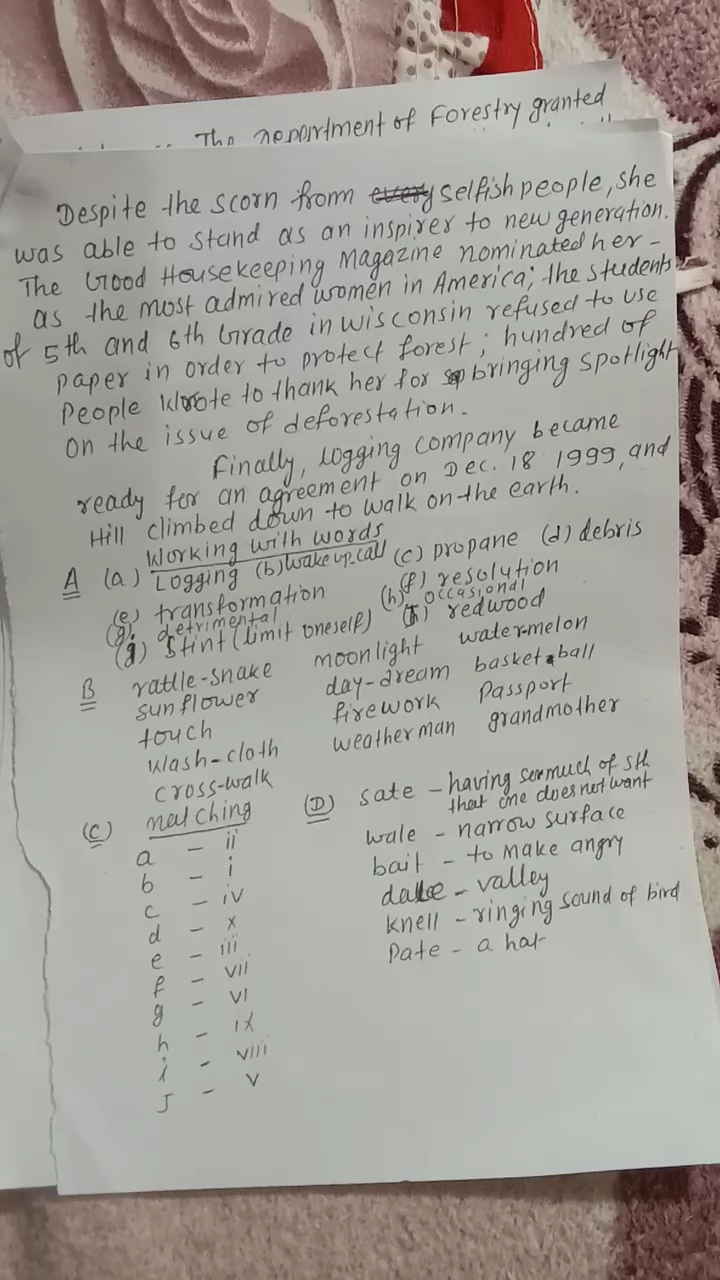 The Department of Forestry granted
Despite the scorn from every selfish people, she
was able to stand as an inspirer to new generation.
The Good Housekeeping Magazine nominated her -
as the most admired women in America; the students
of 5th and 6th Grade in Wisconsin refused to use
paper in order to protect forest; hundred of
People wrote to thank her for bringing spotlight
on the issue of deforestation.
Finally, logging company became
ready for an agreement on Dec. 18 1999, and
Hill climbed down to walk on the earth.
Working with words
A (a) Logging (b) wake up call (c) propane (d) debris
(e) transformation (f) resolution
(g) detrimental (h) occasional
(j) stint (limit oneself) (i) redwood
B rattle-snake moonlight watermelon
sunflower day-dream basket ball
touch firework Passport
wash-cloth weatherman grandmother
cross-walk
(C) matching
a - ii
b - i
c - iv
d - x
e - iii
f - vii
g - vi
h - ix
i - viii
J - v
(D) sate - having so much of sth
that one does not want
wale - narrow surface
bait - to make angry
dale - valley
knell - ringing sound of bird
Pate - a hat